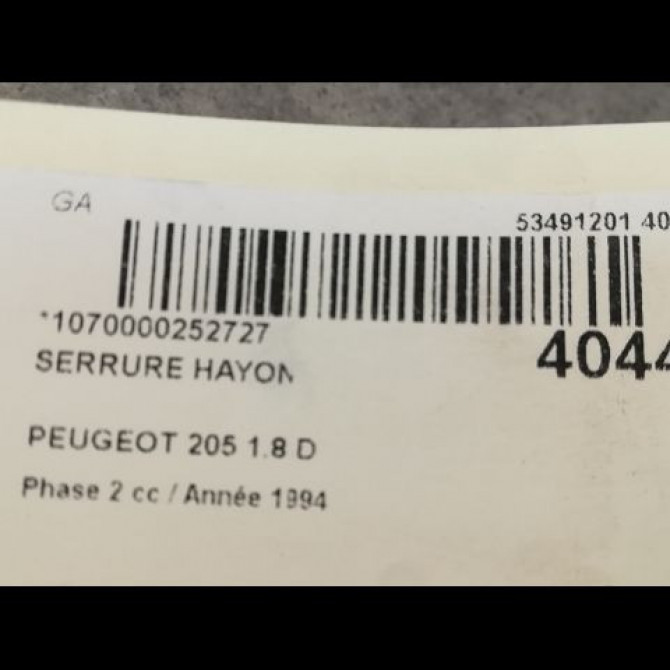 GA
53491201 40
*1070000252727
4044
SERRURE HAYON
PEUGEOT 205 1.8 D
Phase 2 cc / Année 1994